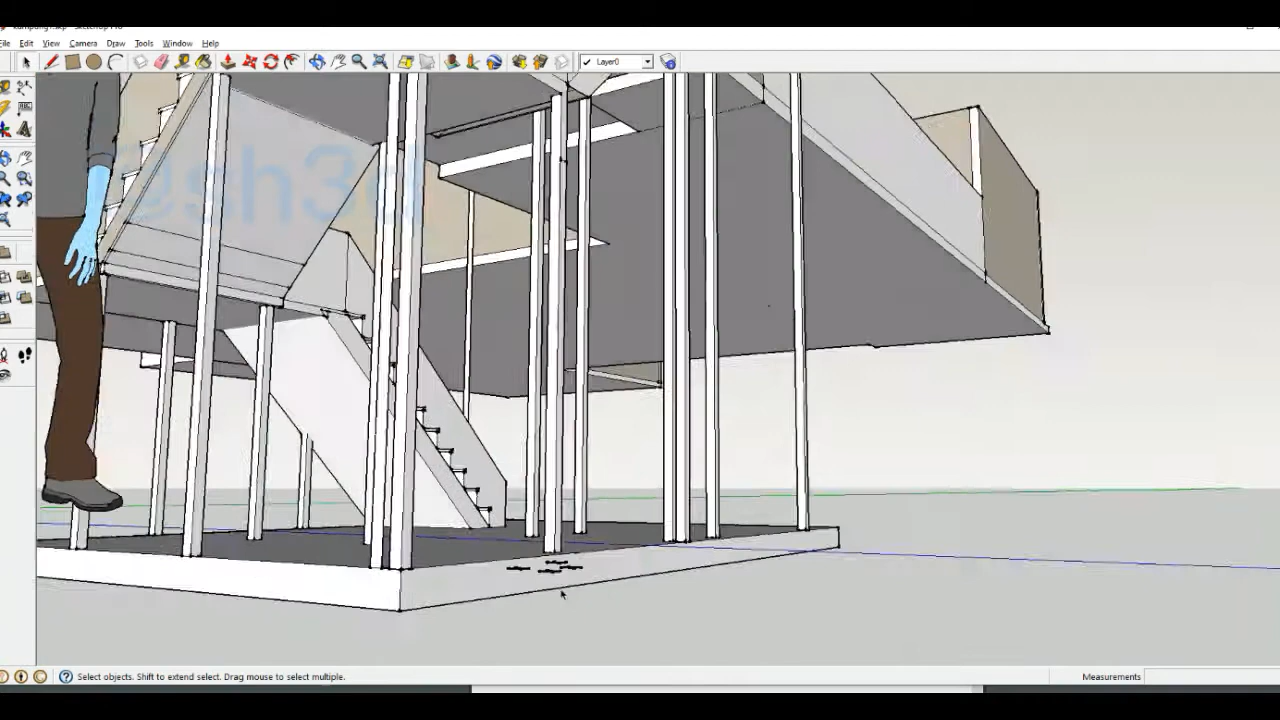 File Edit View Camera Draw Tools Window Help
Layer0
@sh3d
Select objects. Shift to extend select. Drag mouse to select multiple.
Measurements